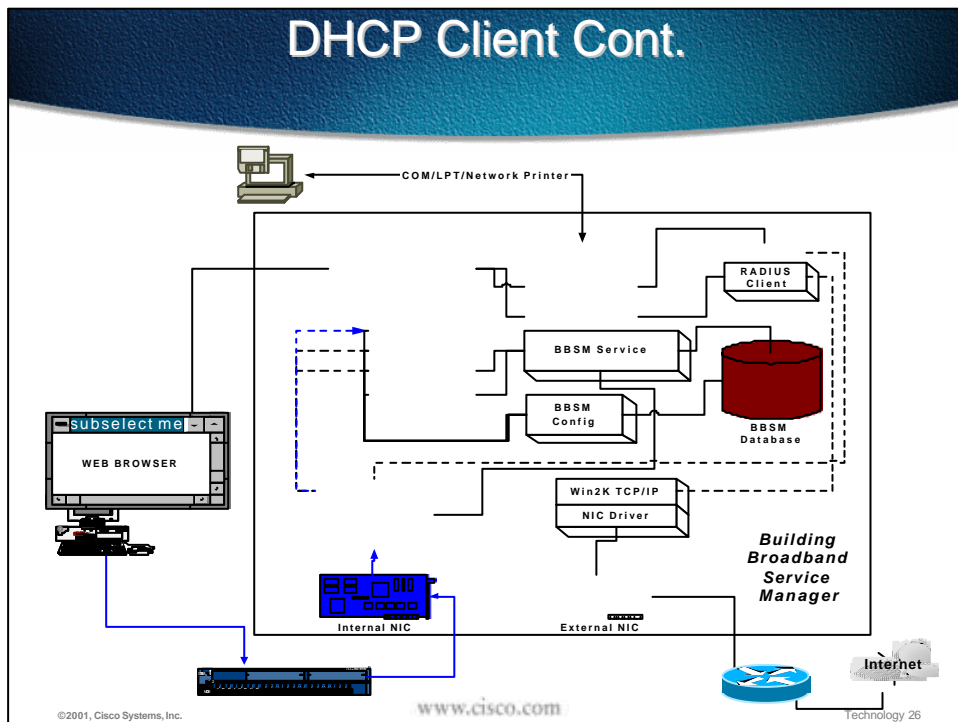 DHCP Client Cont.
COM/LPT/Network Printer
RADIUS
Client
BBSM Service
BBSM
Config
BBSM
Database
subselect me
WEB BROWSER
Win2K TCP/IP
NIC Driver
Building
Broadband
Service
Manager
Internal NIC
External NIC
Internet
©2001, Cisco Systems, Inc.
www.cisco.com
Technology 26